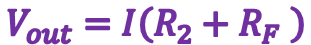 V_out = I(R_2 + R_F )